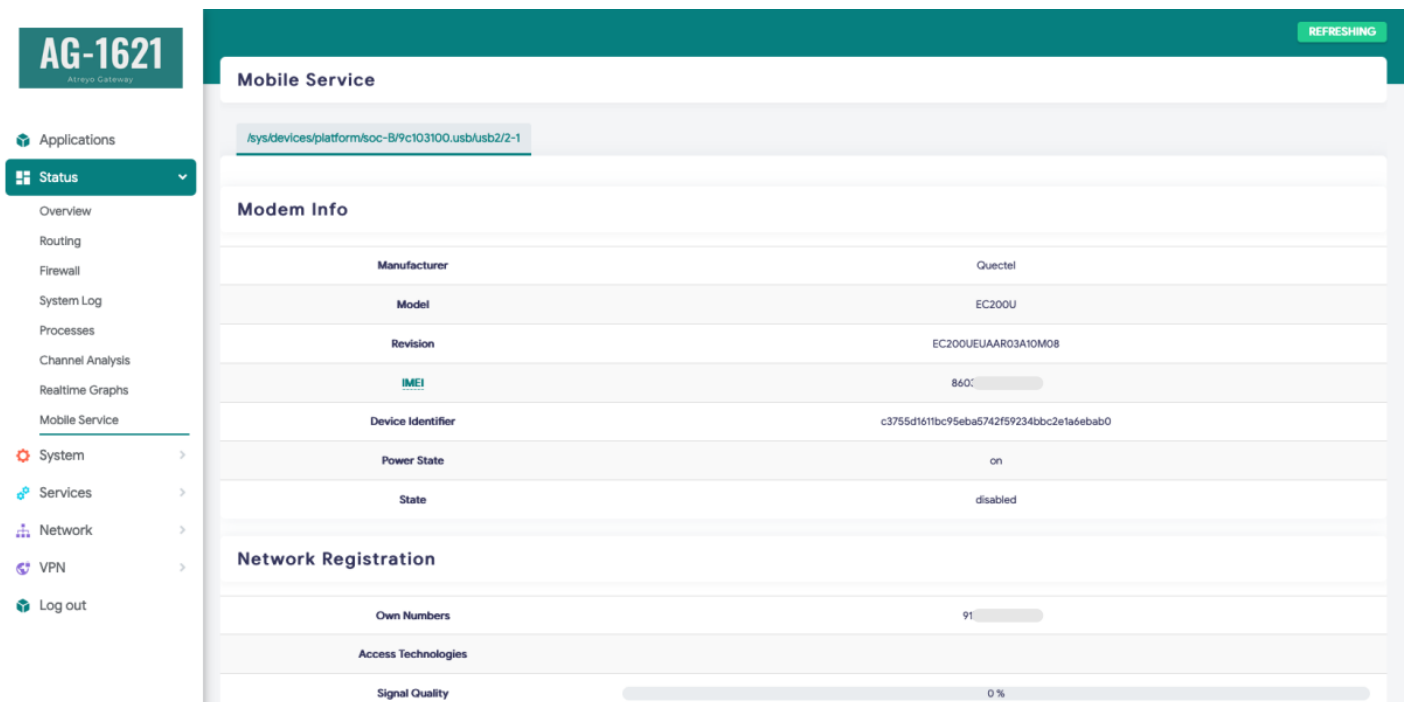 AG-1621
Atreyo Gateway
Applications
Status
Overview
Routing
Firewall
System Log
Processes
Channel Analysis
Realtime Graphs
Mobile Service
System
Services
Network
VPN
Log out
REFRESHING
Mobile Service
/sys/devices/platform/soc-B/9c103100.usb/usb2/2-1
Modem Info
Manufacturer Quectel
Model EC200U
Revision EC200UEUAAR03A10M08
IMEI 860
Device Identifier c3755d1611bc95eba5742f59234bbc2e1a6ebab0
Power State on
State disabled
Network Registration
Own Numbers 91
Access Technologies
Signal Quality 0 %